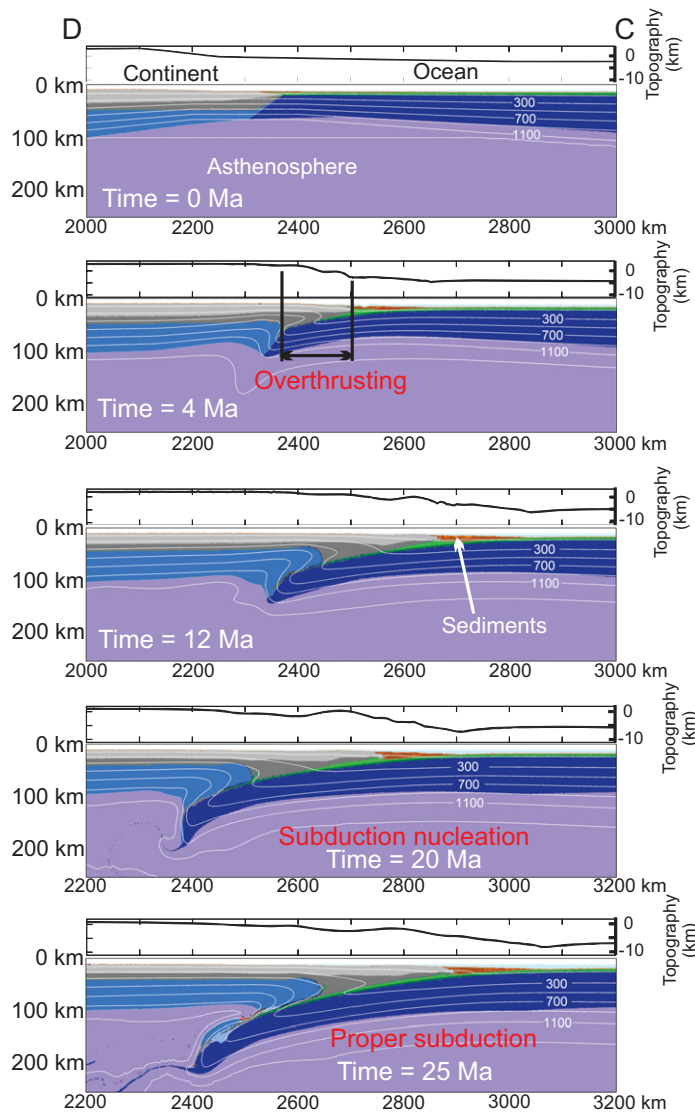 D C
0
-10
Topography
(km)
Continent Ocean
0 km
100 km
200 km
300
700
1100
Asthenosphere
Time = 0 Ma
2000 2200 2400 2600 2800 3000 km
0
-10
Topography
(km)
0 km
100 km
200 km
300
700
1100
Overthrusting
Time = 4 Ma
2000 2200 2400 2600 2800 3000 km
0
-10
Topography
(km)
0 km
100 km
200 km
300
700
1100
Sediments
Time = 12 Ma
2000 2200 2400 2600 2800 3000 km
0
-10
Topography
(km)
0 km
100 km
200 km
300
700
1100
Subduction nucleation
Time = 20 Ma
2200 2400 2600 2800 3000 3200 km
0
-10
Topography
(km)
0 km
100 km
200 km
300
700
1100
Proper subduction
Time = 25 Ma
2200 2400 2600 2800 3000 3200 km